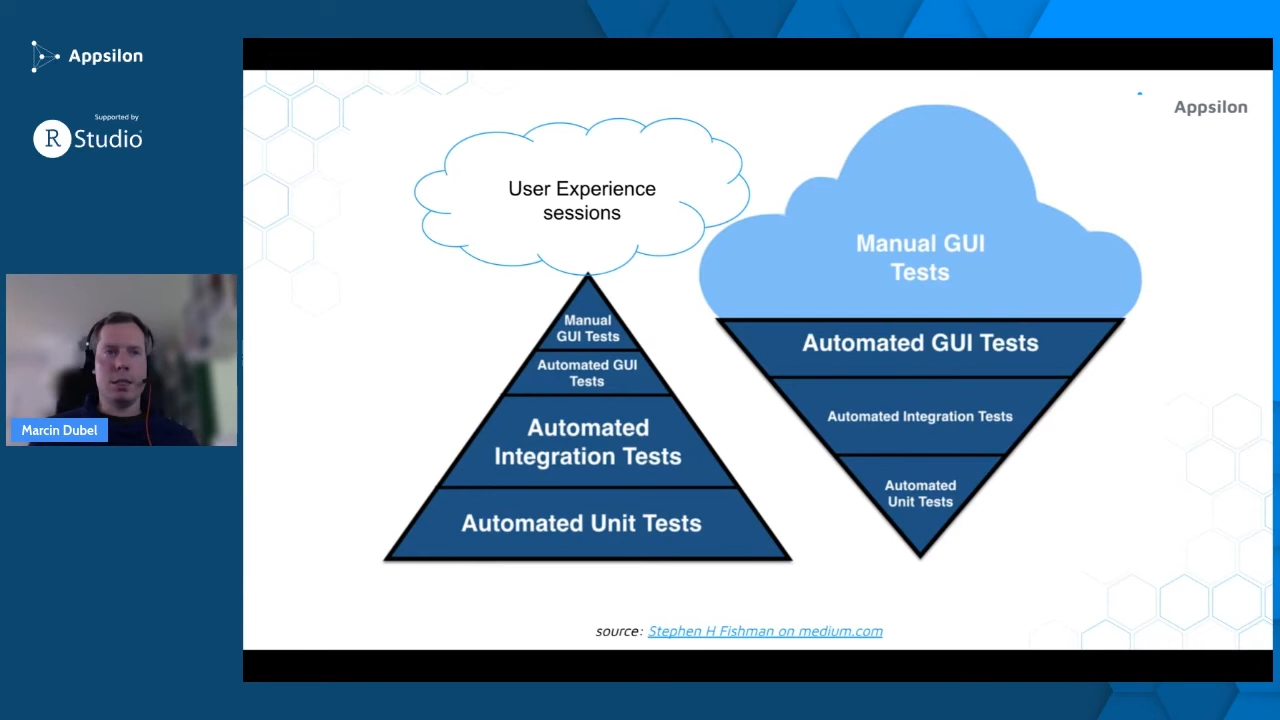 Appsilon
Supported by
R Studio
Marcin Dubel
Appsilon
User Experience
sessions
Manual
GUI Tests
Automated GUI
Tests
Automated
Integration Tests
Automated Unit Tests
Manual GUI
Tests
Automated GUI Tests
Automated Integration Tests
Automated
Unit Tests
source: Stephen H Fishman on medium.com